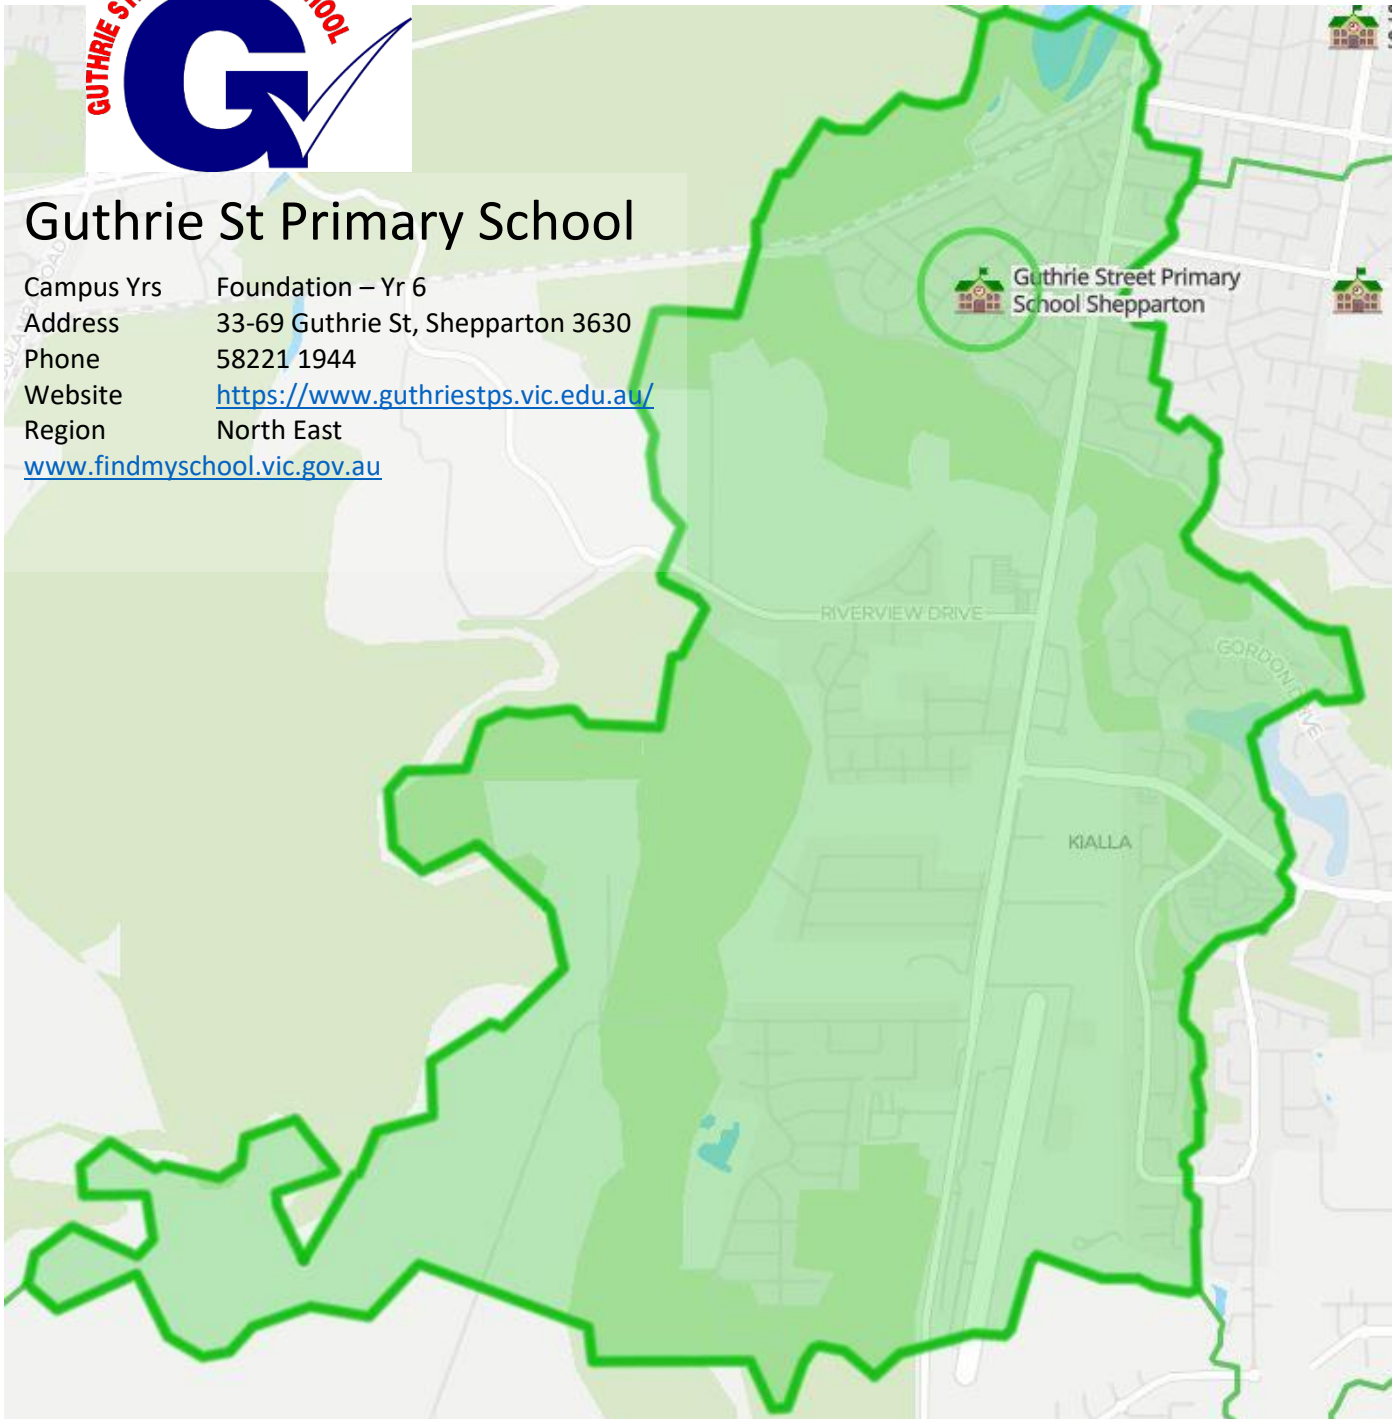 GUTHRIE ST
Guthrie St Primary School
Campus Yrs Foundation – Yr 6
Address 33-69 Guthrie St, Shepparton 3630
Phone 58221 1944
Website https://www.guthriestps.vic.edu.au/
Region North East
www.findmyschool.vic.gov.au
Guthrie Street Primary
School Shepparton
RIVERVIEW DRIVE
GORDON DRIVE
KIALLA